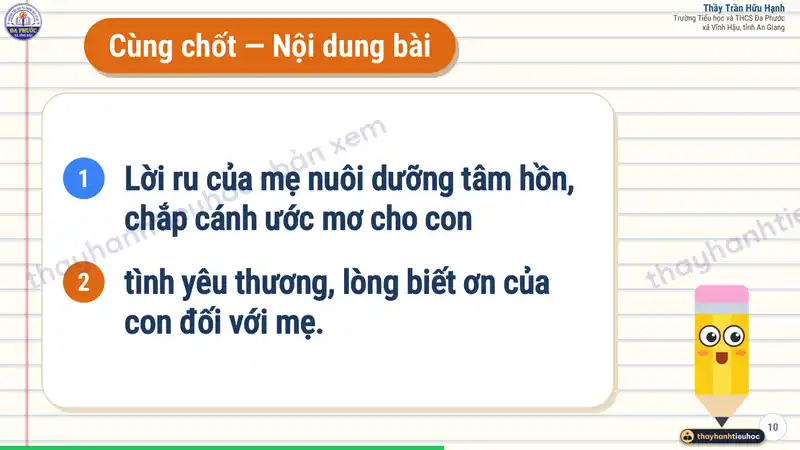 Thầy Trần Hữu Hạnh
Trường Tiểu học và THCS Đa Phước
xã Vĩnh Hậu, tỉnh An Giang
ĐA PHƯỚC
Cùng chốt — Nội dung bài
1 Lời ru của mẹ nuôi dưỡng tâm hồn,
chắp cánh ước mơ cho con
2 tình yêu thương, lòng biết ơn của
con đối với mẹ.
thayhanhtieuhoc
10